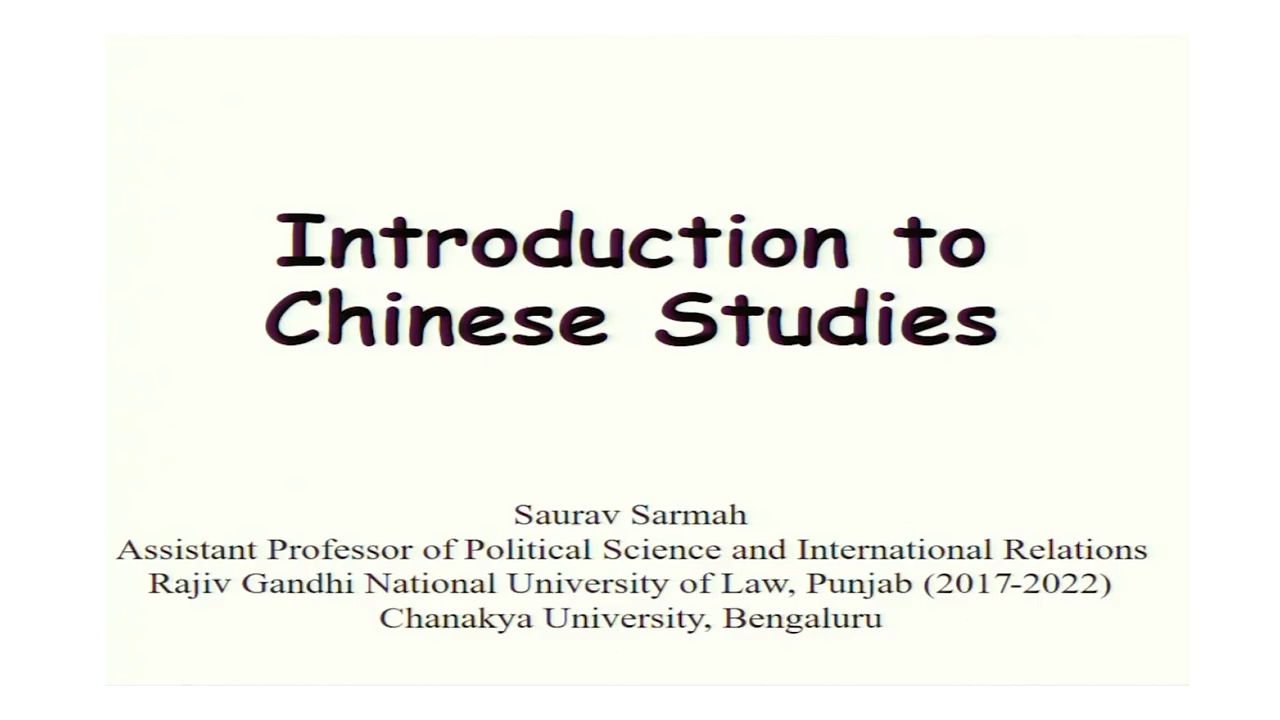 Introduction to
Chinese Studies
Saurav Sarmah
Assistant Professor of Political Science and International Relations
Rajiv Gandhi National University of Law, Punjab (2017-2022)
Chanakya University, Bengaluru